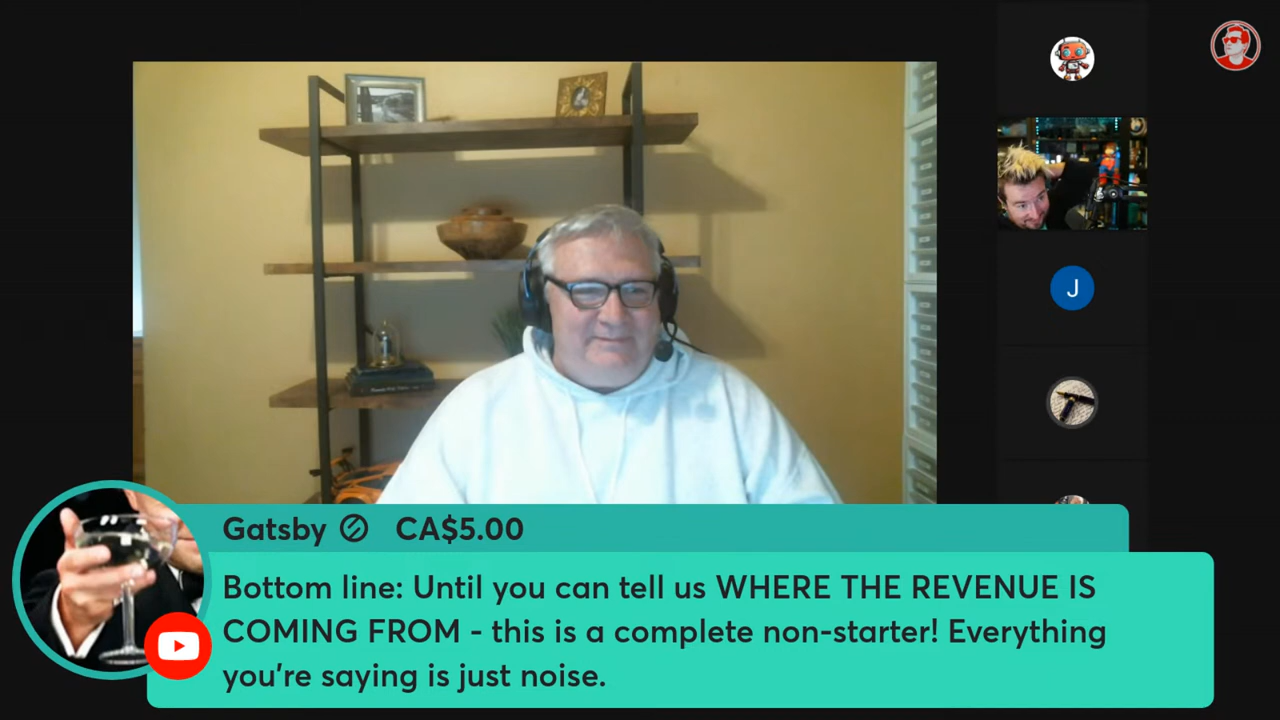 J
Gatsby CA$5.00
Bottom line: Until you can tell us WHERE THE REVENUE IS
COMING FROM - this is a complete non-starter! Everything
you're saying is just noise.